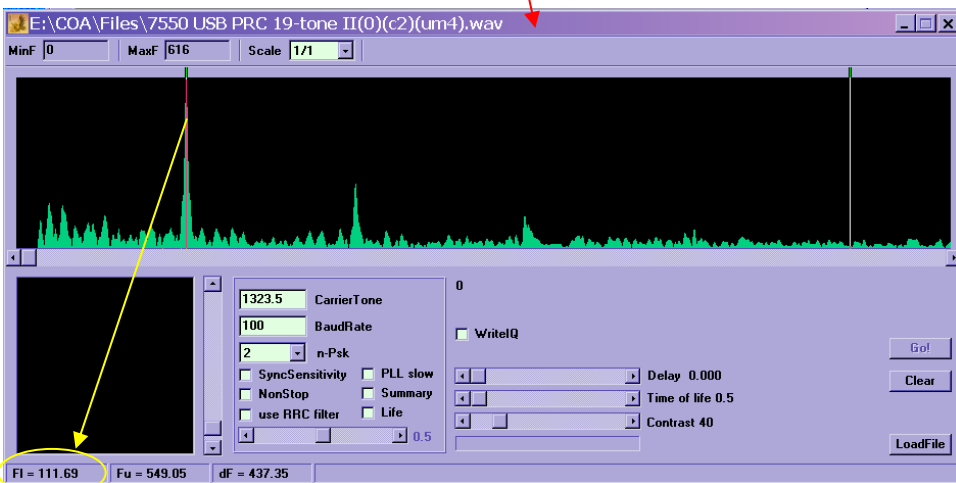 E:\COA\Files\7550 USB PRC 19-tone II(0)(c2)(um4).wav
MinF 0 MaxF 616 Scale 1/1
1323.5 CarrierTone
100 BaudRate
2 n-Psk
SyncSensitivity PLL slow
NonStop Summary
use RRC filter Life
0.5
0
WriteIQ
Delay 0.000
Time of life 0.5
Contrast 40
Go!
Clear
LoadFile
Fl = 111.69 Fu = 549.05 dF = 437.35